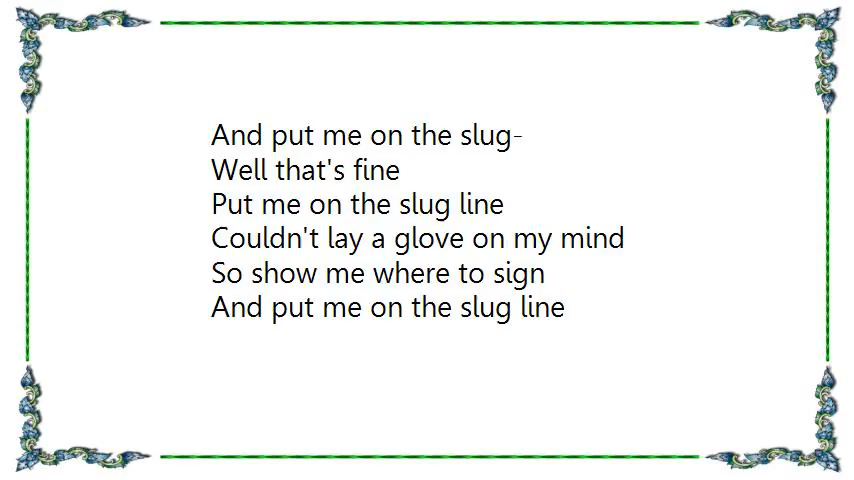 And put me on the slug-
Well that's fine
Put me on the slug line
Couldn't lay a glove on my mind
So show me where to sign
And put me on the slug line